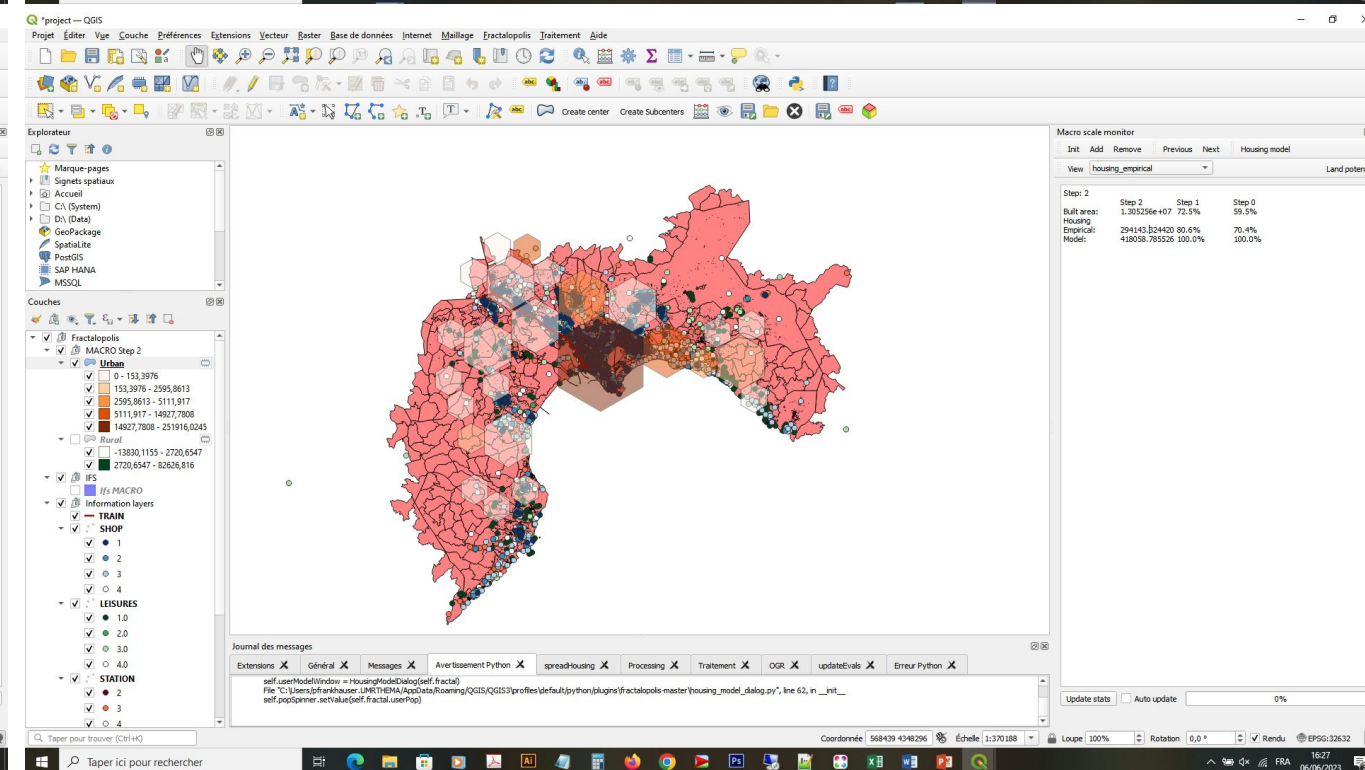 *project — QGIS
Projet Éditer Vue Couche Préférences Extensions Vecteur Raster Base de données Internet Maillage Fractalopolis Traitement Aide
Create center Create Subcenters
Explorateur
Marque-pages
Signets spatiaux
Accueil
C:\ (System)
D:\ (Data)
GeoPackage
SpatiaLite
PostGIS
SAP HANA
MSSQL
Couches
Fractalopolis
MACRO Step 2
Urban
0 - 153,3976
153,3976 - 2595,8613
2595,8613 - 5111,917
5111,917 - 14927,7808
14927,7808 - 251916,0245
Rural
-13830,1155 - 2720,6547
2720,6547 - 82626,816
IFS
Ifs MACRO
Information layers
TRAIN
SHOP
1
2
3
4
LEISURES
1.0
2.0
3.0
4.0
STATION
2
3
4
Macro scale monitor
Init Add Remove Previous Next Housing model
View housing_empirical Land poten
Step: 2
Step 2 Step 1 Step 0
Built area: 1.305256e+07 72.5% 59.5%
Housing
Empirical: 294143.324420 80.6% 70.4%
Model: 418058.785526 100.0% 100.0%
Journal des messages
Extensions Général Messages Avertissement Python spreadHousing Processing Traitement OGR updateEvals Erreur Python
self.userModelWindow = HousingModelDialog(self.fractal)
File "C:\Users/pfrankhauser.UMRTHEMA/AppData/Roaming/QGIS/QGIS3\profiles\default/python/plugins\fractalopolis-master\housing_model_dialog.py", line 62, in __init__
self.popSpinner.setValue(self.fractal.userPop)
Update stats Auto update 0%
Taper pour trouver (Ctrl+K) Coordonnée 568439 4348296 Échelle 1:370188 Loupe 100% Rotation 0,0 ° Rendu EPSG:32632
Taper ici pour rechercher
FRA
16:27
06/06/2023